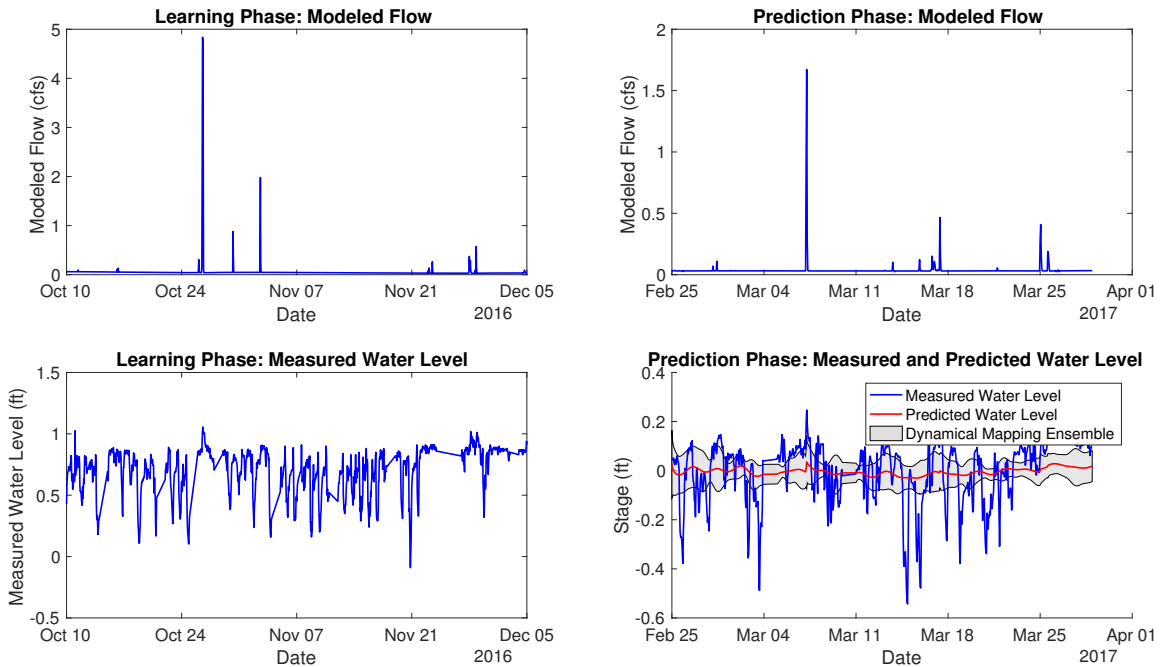 Learning Phase: Modeled Flow
Modeled Flow (cfs)
5
4
3
2
1
0
Oct 10 Oct 24 Nov 07 Nov 21 Dec 05
Date
2016
Prediction Phase: Modeled Flow
Modeled Flow (cfs)
2
1.5
1
0.5
0
Feb 25 Mar 04 Mar 11 Mar 18 Mar 25 Apr 01
Date
2017
Learning Phase: Measured Water Level
Measured Water Level (ft)
1.5
1
0.5
0
-0.5
Oct 10 Oct 24 Nov 07 Nov 21 Dec 05
Date
2016
Prediction Phase: Measured and Predicted Water Level
Stage (ft)
0.4
0.2
0
-0.2
-0.4
-0.6
Measured Water Level
Predicted Water Level
Dynamical Mapping Ensemble
Feb 25 Mar 04 Mar 11 Mar 18 Mar 25 Apr 01
Date
2017